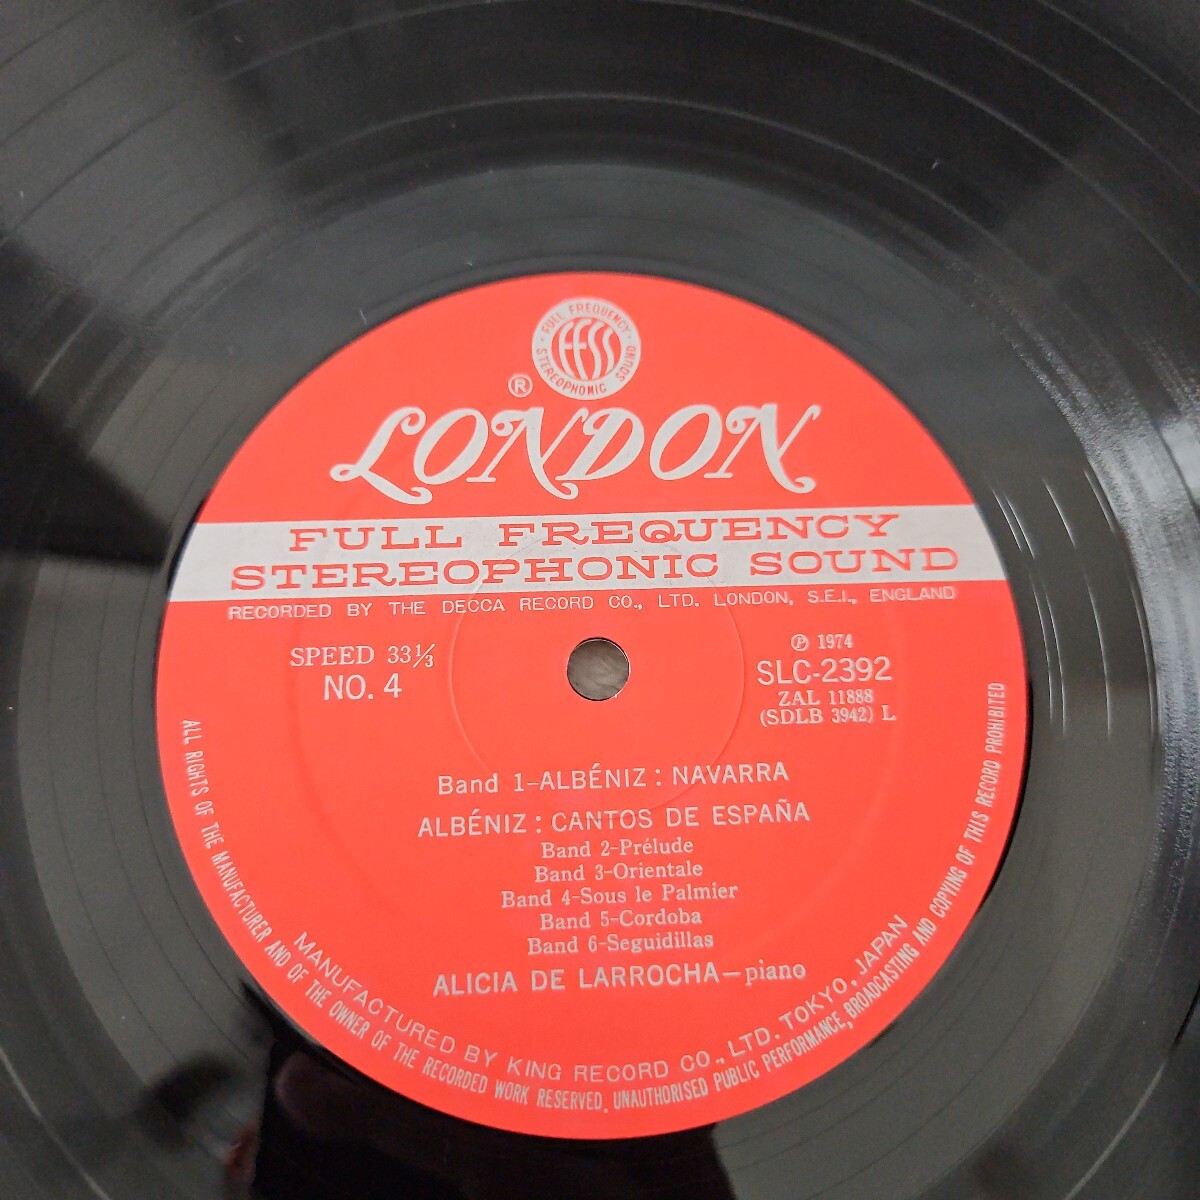 FULL FREQUENCY
ffss
STEREOPHONIC SOUND
®
LONDON
FULL FREQUENCY
STEREOPHONIC SOUND
RECORDED BY THE DECCA RECORD CO., LTD. LONDON, S.E.I., ENGLAND
SPEED 33⅓
NO. 4
℗ 1974
SLC-2392
ZAL 11888
(SDLB 3942) L
Band 1-ALBÉNIZ : NAVARRA
ALBÉNIZ : CANTOS DE ESPAÑA
Band 2-Prélude
Band 3-Orientale
Band 4-Sous le Palmier
Band 5-Cordoba
Band 6-Seguidillas
ALICIA DE LARROCHA—piano
MANUFACTURED BY KING RECORD CO., LTD. TOKYO, JAPAN
ALL RIGHTS OF THE MANUFACTURER AND OF THE OWNER OF THE RECORDED WORK RESERVED. UNAUTHORISED PUBLIC PERFORMANCE, BROADCASTING AND COPYING OF THIS RECORD PROHIBITED